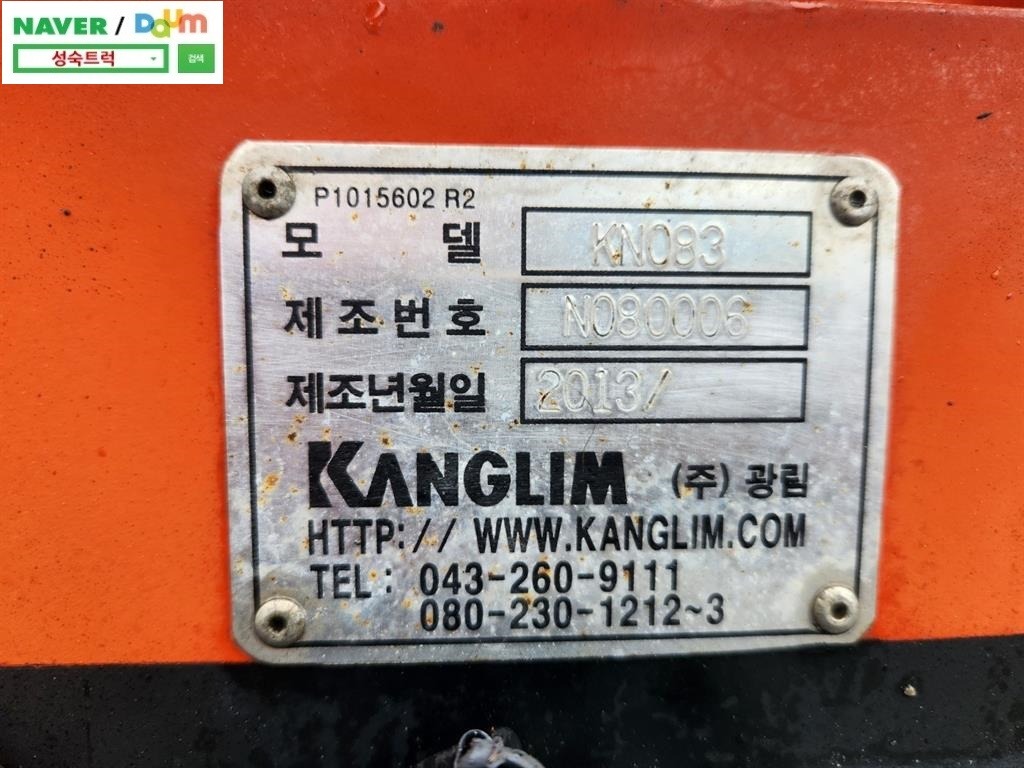 NAVER / Daum
성숙트럭 검색
P1015602 R2
모 델 KN083
제조번호 N080006
제조년월일 2013/
KANGLIM (주) 광림
HTTP: // WWW.KANGLIM.COM
TEL : 043-260-9111
080-230-1212~3